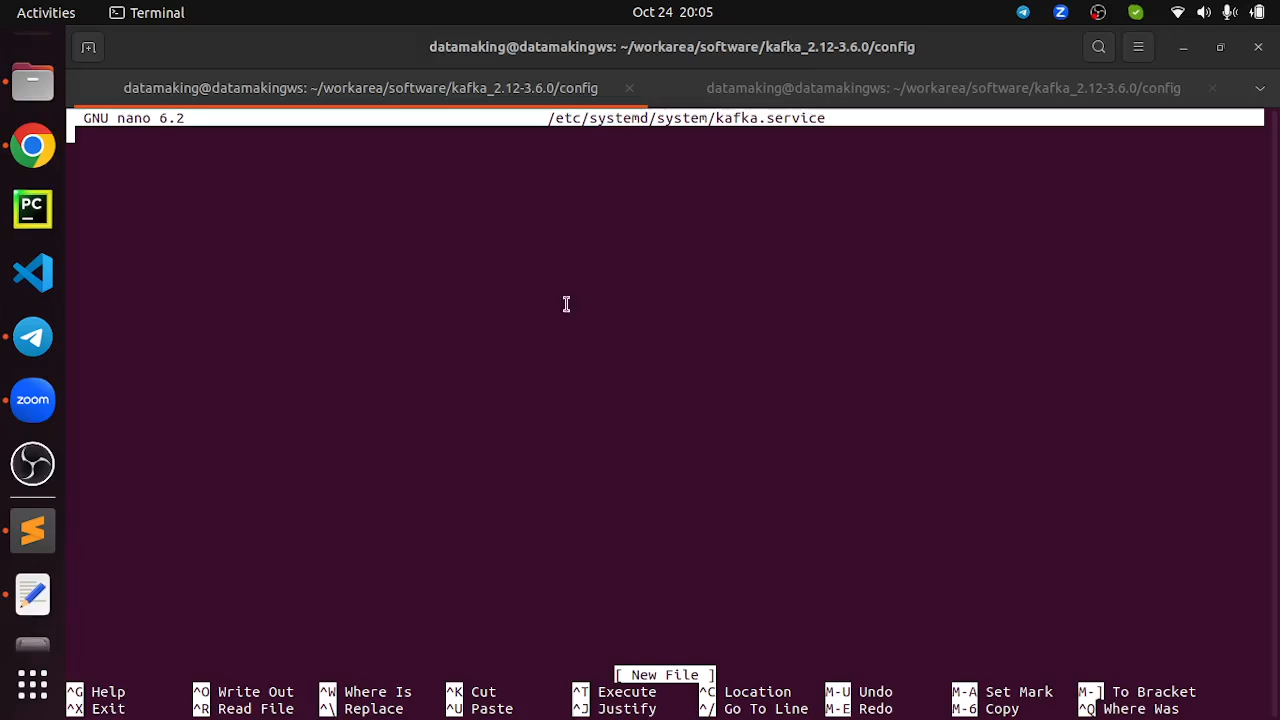 Activities Terminal Oct 24 20:05
datamaking@datamakingws: ~/workarea/software/kafka_2.12-3.6.0/config
datamaking@datamakingws: ~/workarea/software/kafka_2.12-3.6.0/config datamaking@datamakingws: ~/workarea/software/kafka_2.12-3.6.0/config
GNU nano 6.2 /etc/systemd/system/kafka.service
PC
zoom
[ New File ]
^G Help ^O Write Out ^W Where Is ^K Cut ^T Execute ^C Location M-U Undo M-A Set Mark M-] To Bracket
^X Exit ^R Read File ^\ Replace ^U Paste ^J Justify ^/ Go To Line M-E Redo M-6 Copy ^Q Where Was